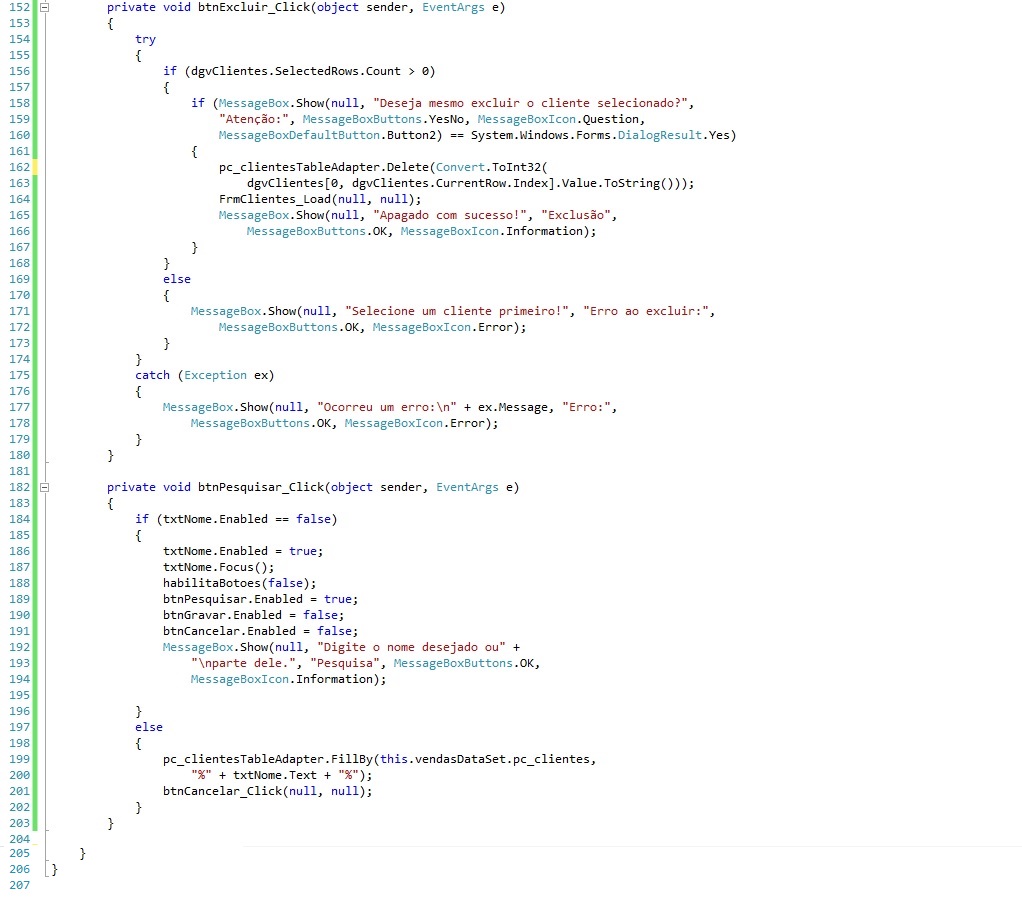 152 private void btnExcluir_Click(object sender, EventArgs e)
153 {
154 try
155 {
156 if (dgvClientes.SelectedRows.Count > 0)
157 {
158 if (MessageBox.Show(null, "Deseja mesmo excluir o cliente selecionado?",
159 "Atenção:", MessageBoxButtons.YesNo, MessageBoxIcon.Question,
160 MessageBoxDefaultButton.Button2) == System.Windows.Forms.DialogResult.Yes)
161 {
162 pc_clientesTableAdapter.Delete(Convert.ToInt32(
163 dgvClientes[0, dgvClientes.CurrentRow.Index].Value.ToString()));
164 FrmClientes_Load(null, null);
165 MessageBox.Show(null, "Apagado com sucesso!", "Exclusão",
166 MessageBoxButtons.OK, MessageBoxIcon.Information);
167 }
168 }
169 else
170 {
171 MessageBox.Show(null, "Selecione um cliente primeiro!", "Erro ao excluir:",
172 MessageBoxButtons.OK, MessageBoxIcon.Error);
173 }
174 }
175 catch (Exception ex)
176 {
177 MessageBox.Show(null, "Ocorreu um erro:\n" + ex.Message, "Erro:",
178 MessageBoxButtons.OK, MessageBoxIcon.Error);
179 }
180 }
181
182 private void btnPesquisar_Click(object sender, EventArgs e)
183 {
184 if (txtNome.Enabled == false)
185 {
186 txtNome.Enabled = true;
187 txtNome.Focus();
188 habilitaBotoes(false);
189 btnPesquisar.Enabled = true;
190 btnGravar.Enabled = false;
191 btnCancelar.Enabled = false;
192 MessageBox.Show(null, "Digite o nome desejado ou" +
193 "\nparte dele.", "Pesquisa", MessageBoxButtons.OK,
194 MessageBoxIcon.Information);
195
196 }
197 else
198 {
199 pc_clientesTableAdapter.FillBy(this.vendasDataSet.pc_clientes,
200 "%" + txtNome.Text + "%");
201 btnCancelar_Click(null, null);
202 }
203 }
204
205 }
206 }
207